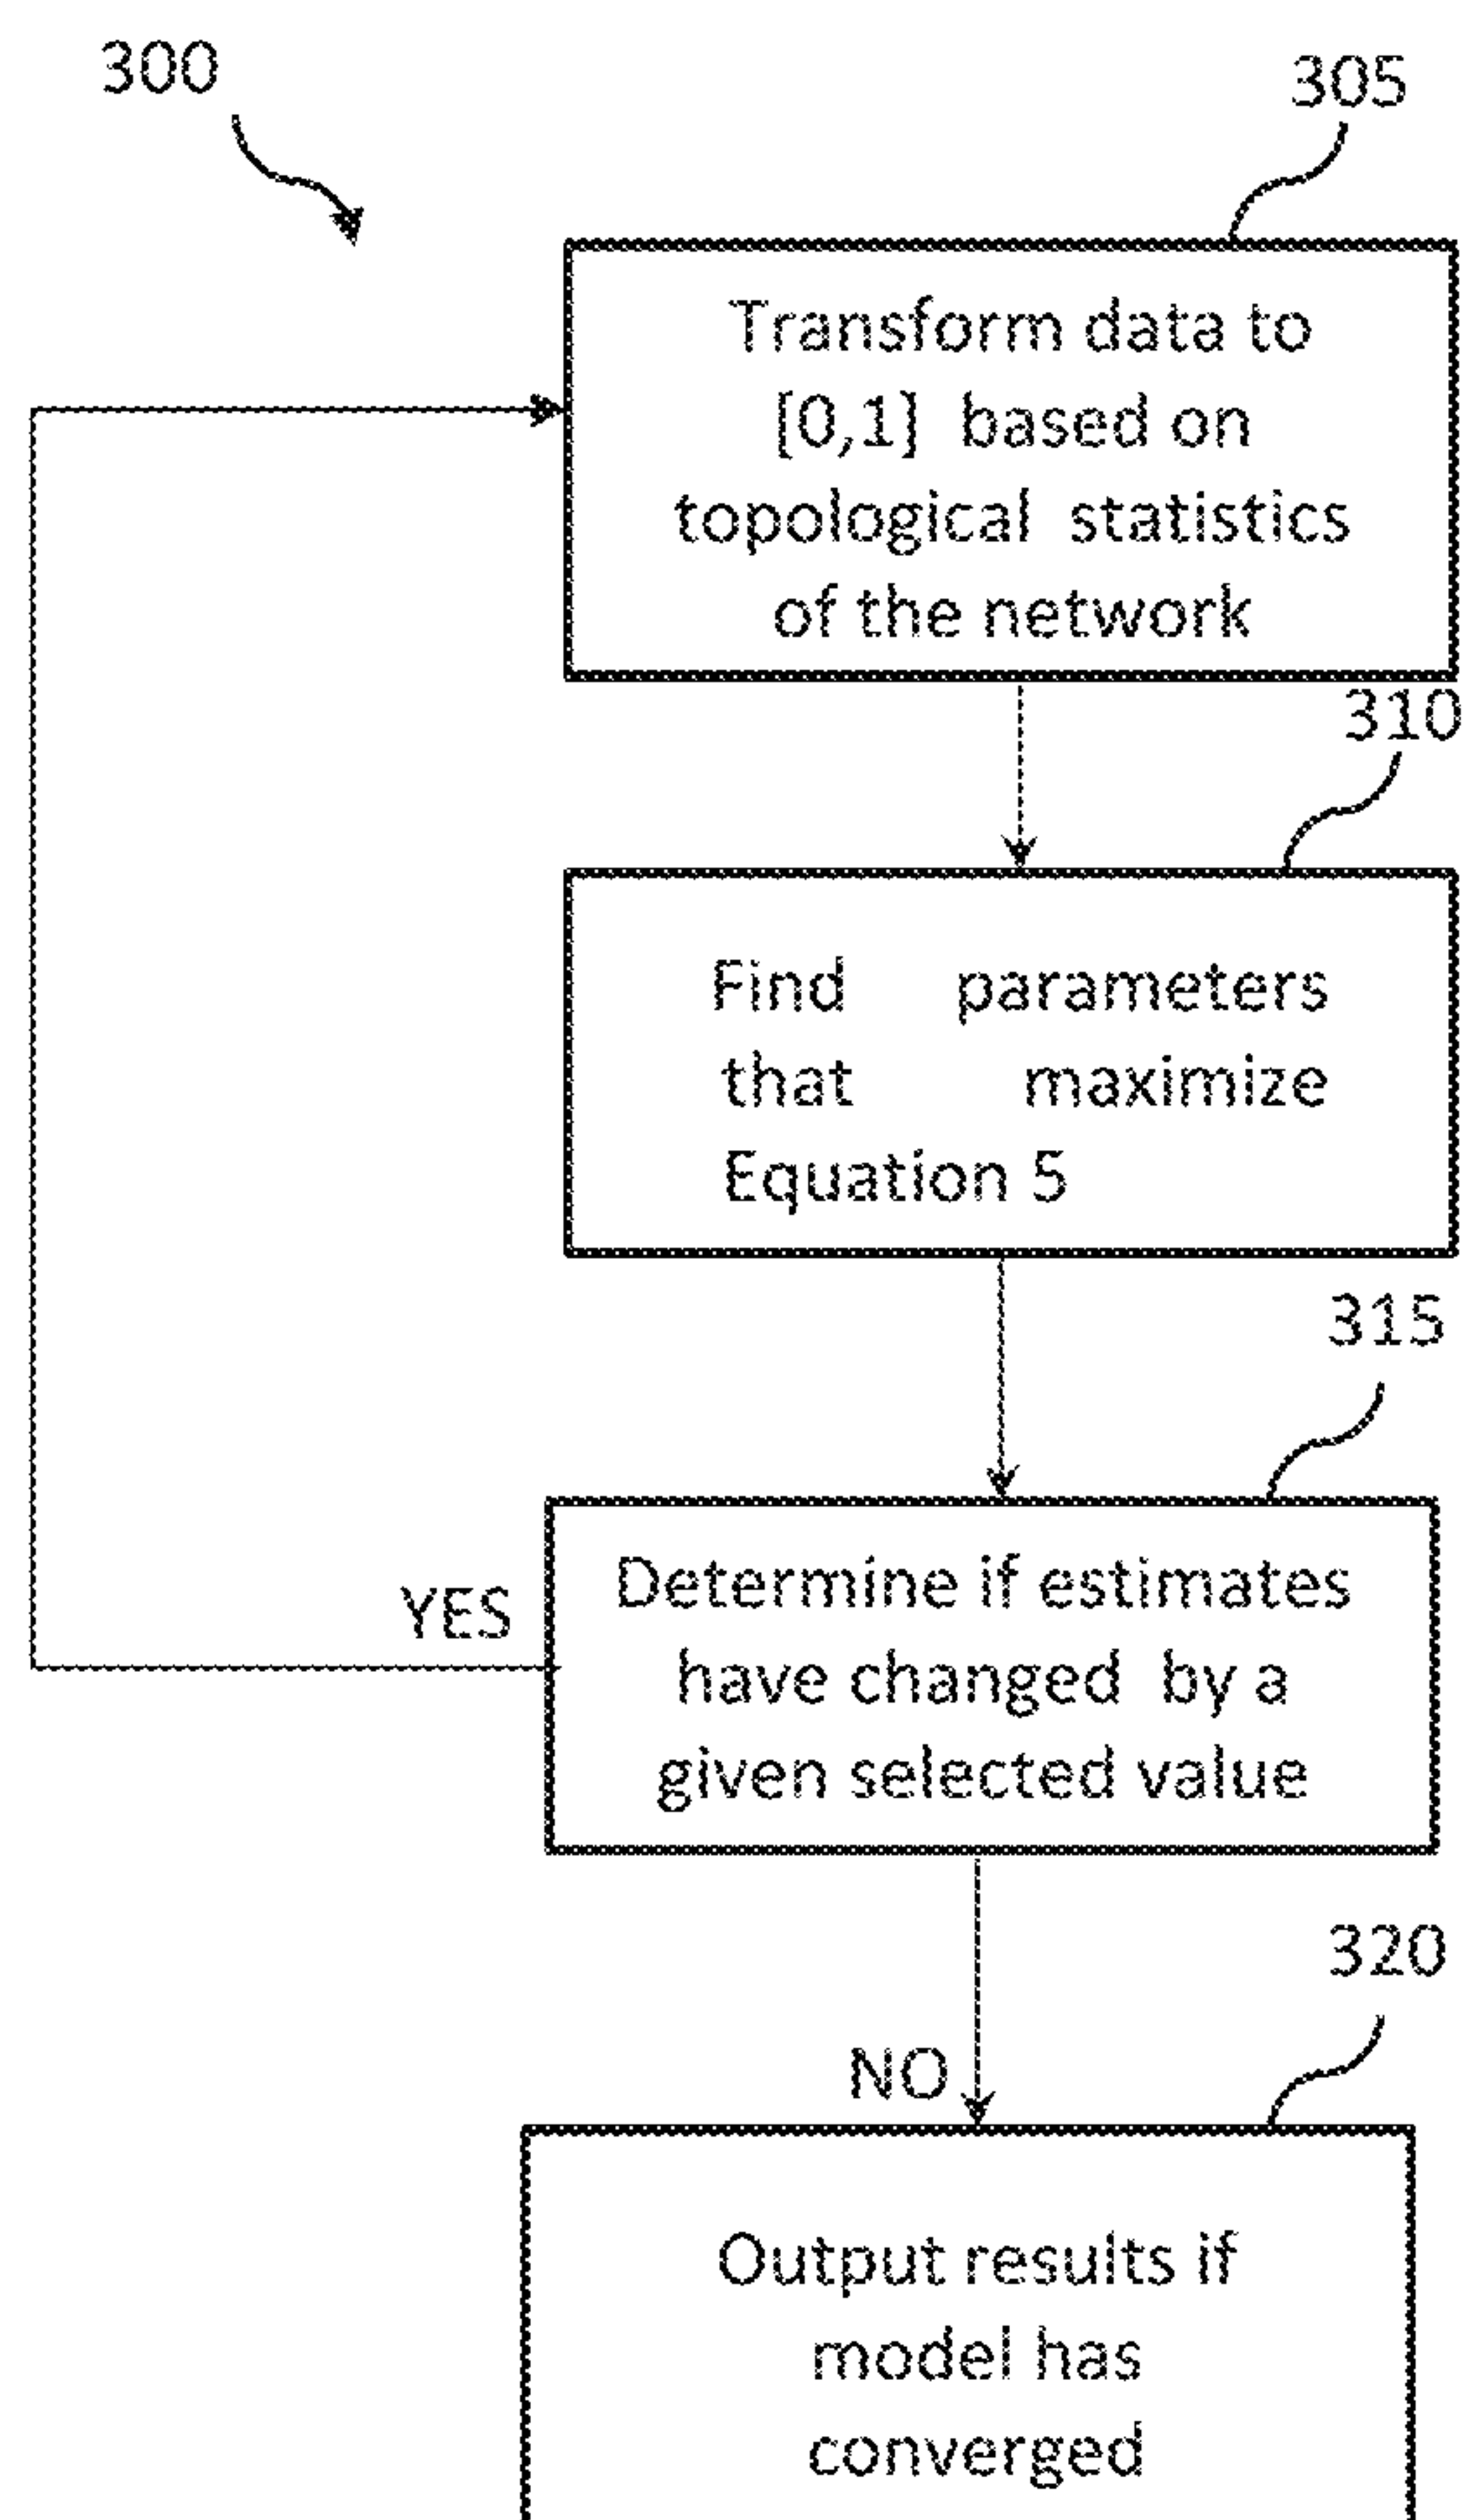 300
305
Transform data to
[0,1] based on
topological statistics
of the network
310
Find parameters
that maximize
Equation 5
315
Determine if estimates
have changed by a
given selected value
YES
320
NO
Output results if
model has
converged